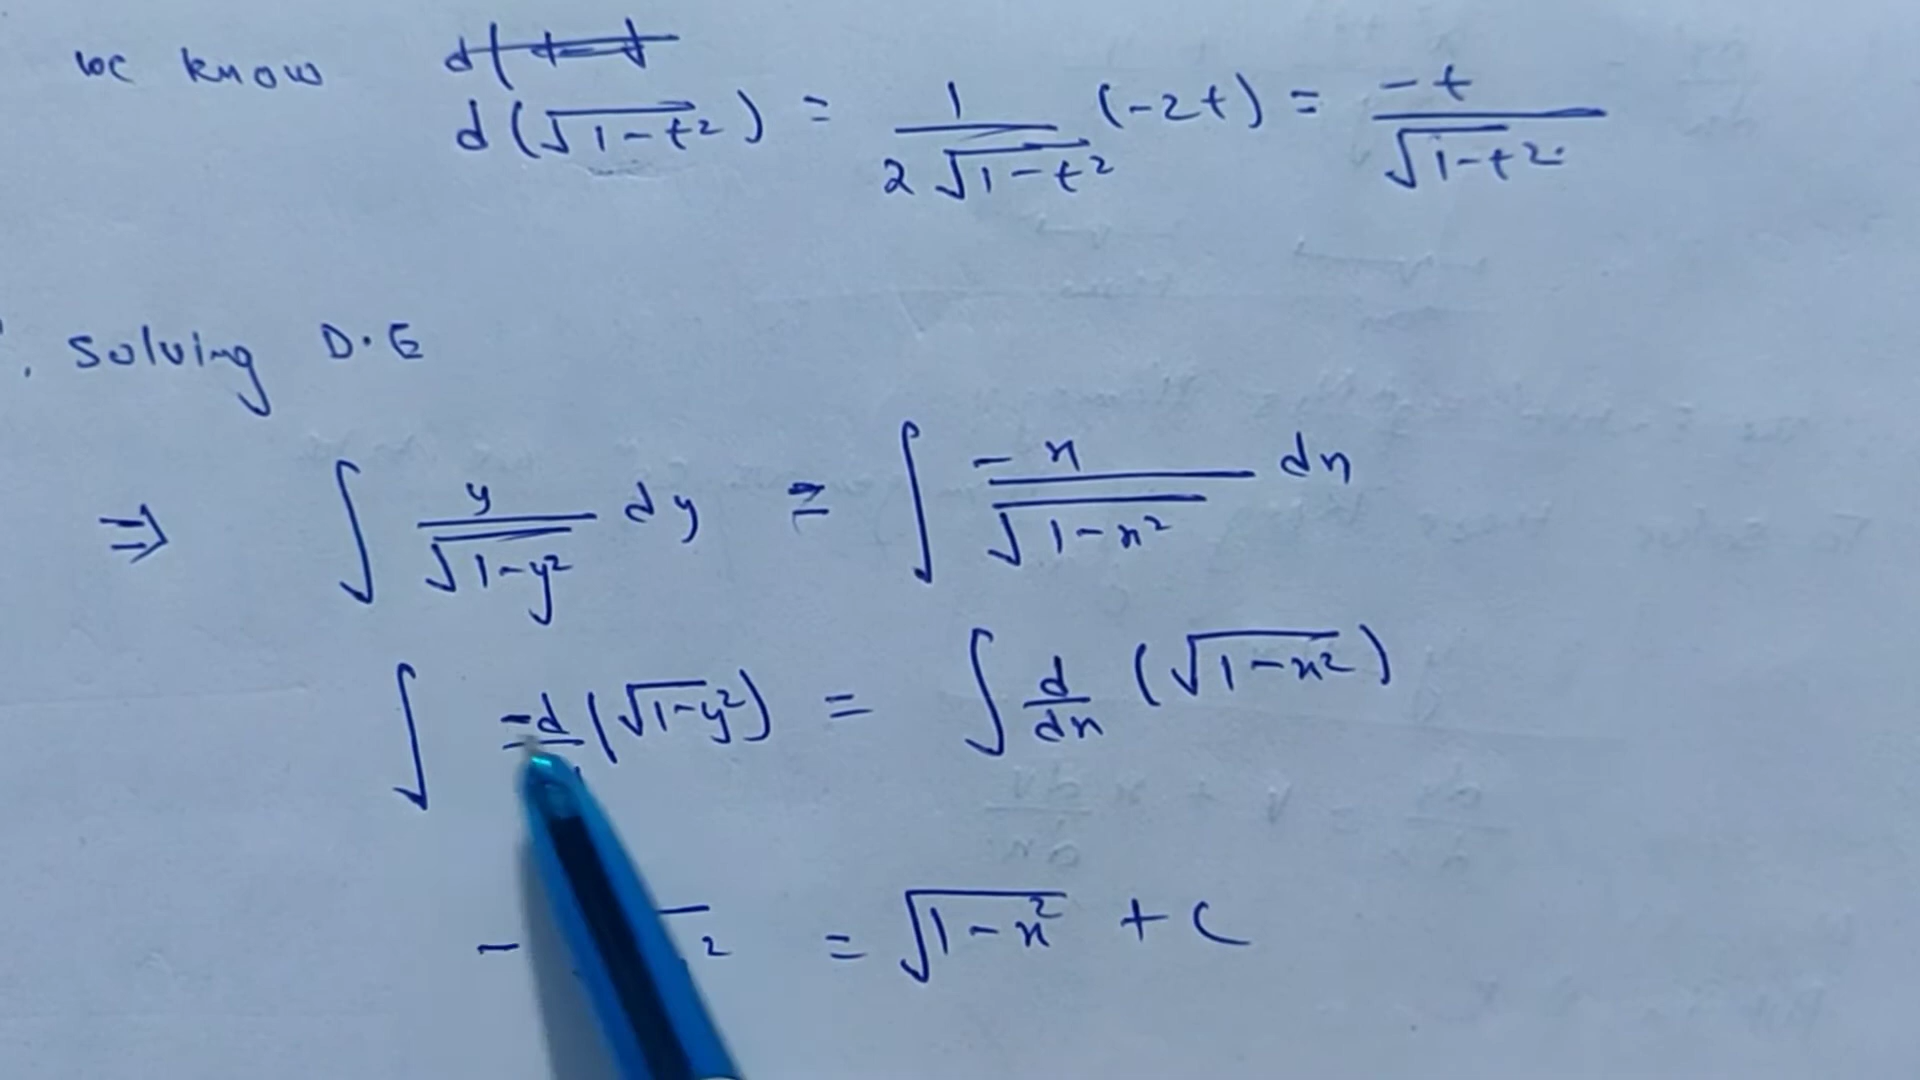 we know
d(√1-t²) = 1/2√1-t² (-2t) = -t/√1-t²
. Solving D.E
⇒ ∫ y/√1-y² dy = ∫ -x/√1-x² dx
∫ -d/ (√1-y²) = ∫ d/dx (√1-x²)
- ² = √1-x² + C